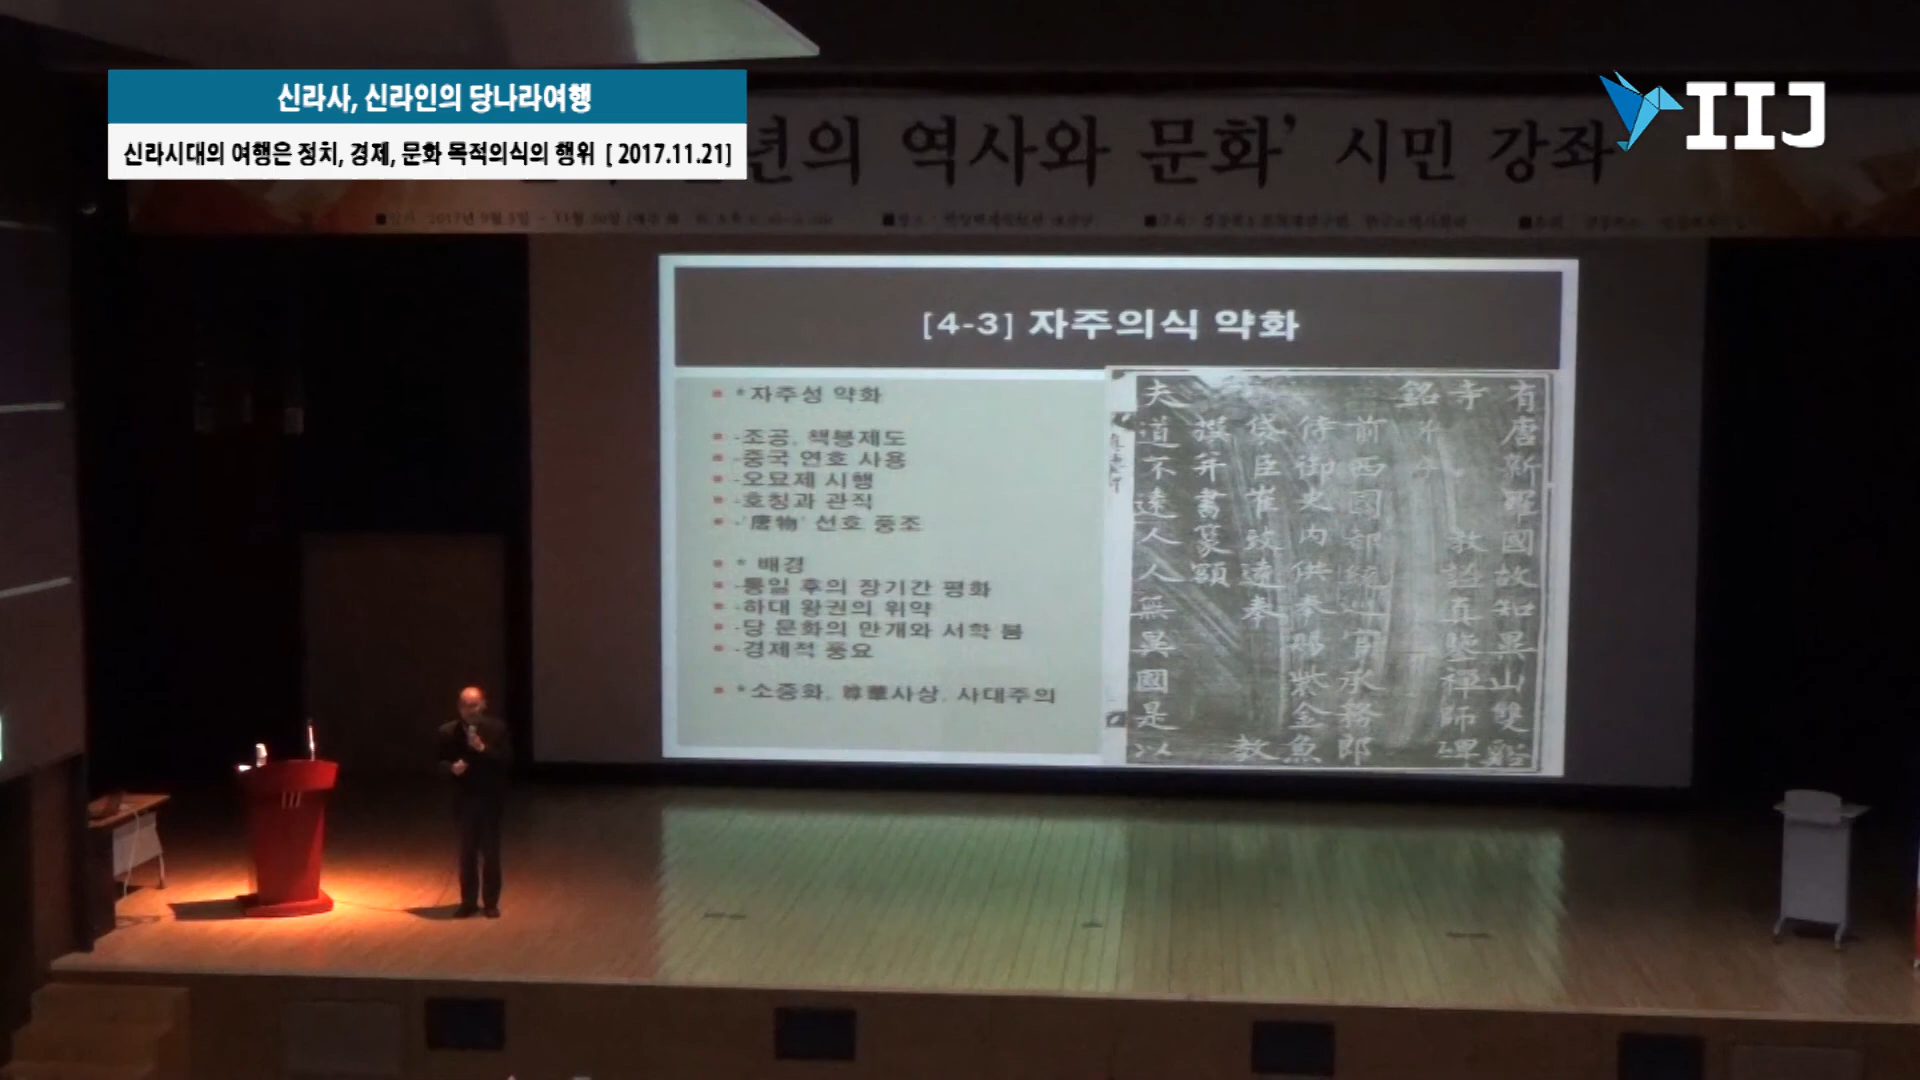 신라사, 신라인의 당나라여행
신라시대의 여행은 정치, 경제, 문화 목적의식의 행위 [ 2017.11.21]
IIJ
년의 역사와 문화' 시민 강좌
[4-3] 자주의식 약화
* 자주성 약화
-조공, 책봉제도
-중국 연호 사용
-오묘제 시행
-호칭과 관직
-'唐物' 선호 풍조
* 배경
-통일 후의 장기간 평화
-하대 왕권의 위약
-당 문화의 만개와 서학 붐
-경제적 풍요
*소중화, 尊華사상, 사대주의
有唐新羅國故知異山雙谿
寺 教諡真鑒禪師碑
銘并
前西國都統巡官承務郎
侍御史內供奉賜紫金魚
袋臣崔致遠奉 教
撰并書篆額
夫道不遠人人無異國是以